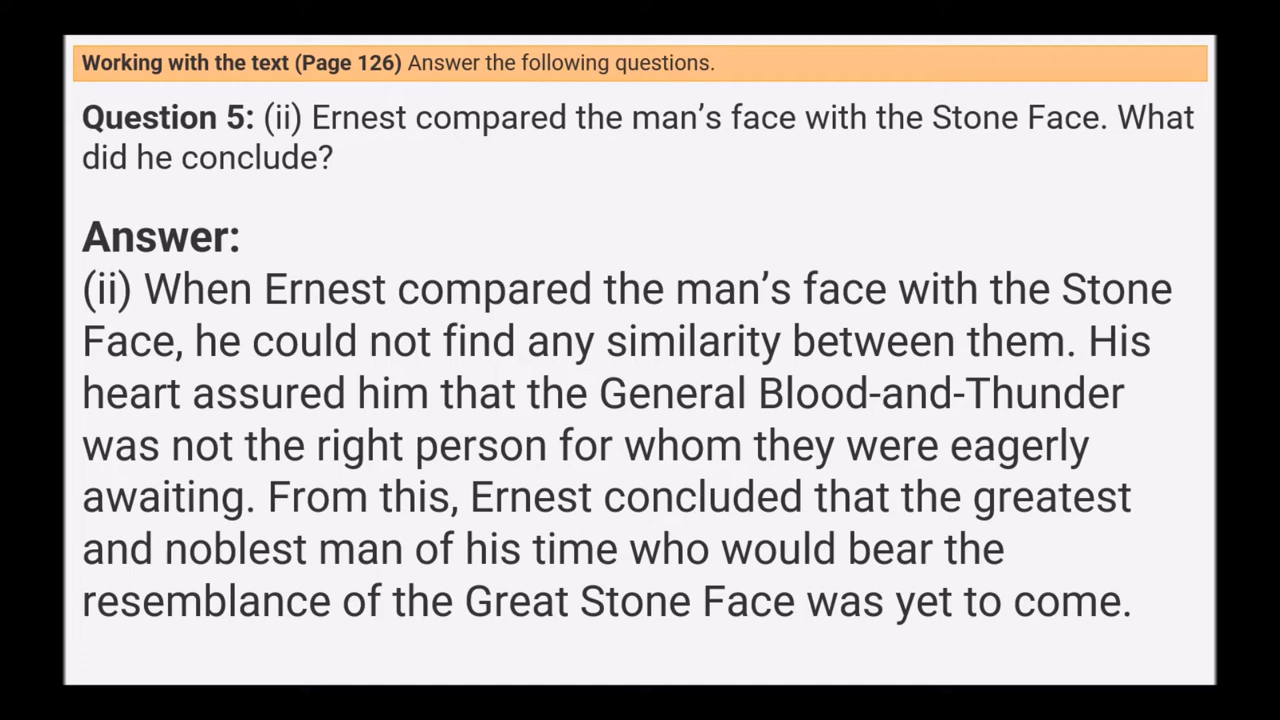 Working with the text (Page 126) Answer the following questions.
Question 5: (ii) Ernest compared the man’s face with the Stone Face. What
did he conclude?
Answer:
(ii) When Ernest compared the man’s face with the Stone
Face, he could not find any similarity between them. His
heart assured him that the General Blood-and-Thunder
was not the right person for whom they were eagerly
awaiting. From this, Ernest concluded that the greatest
and noblest man of his time who would bear the
resemblance of the Great Stone Face was yet to come.